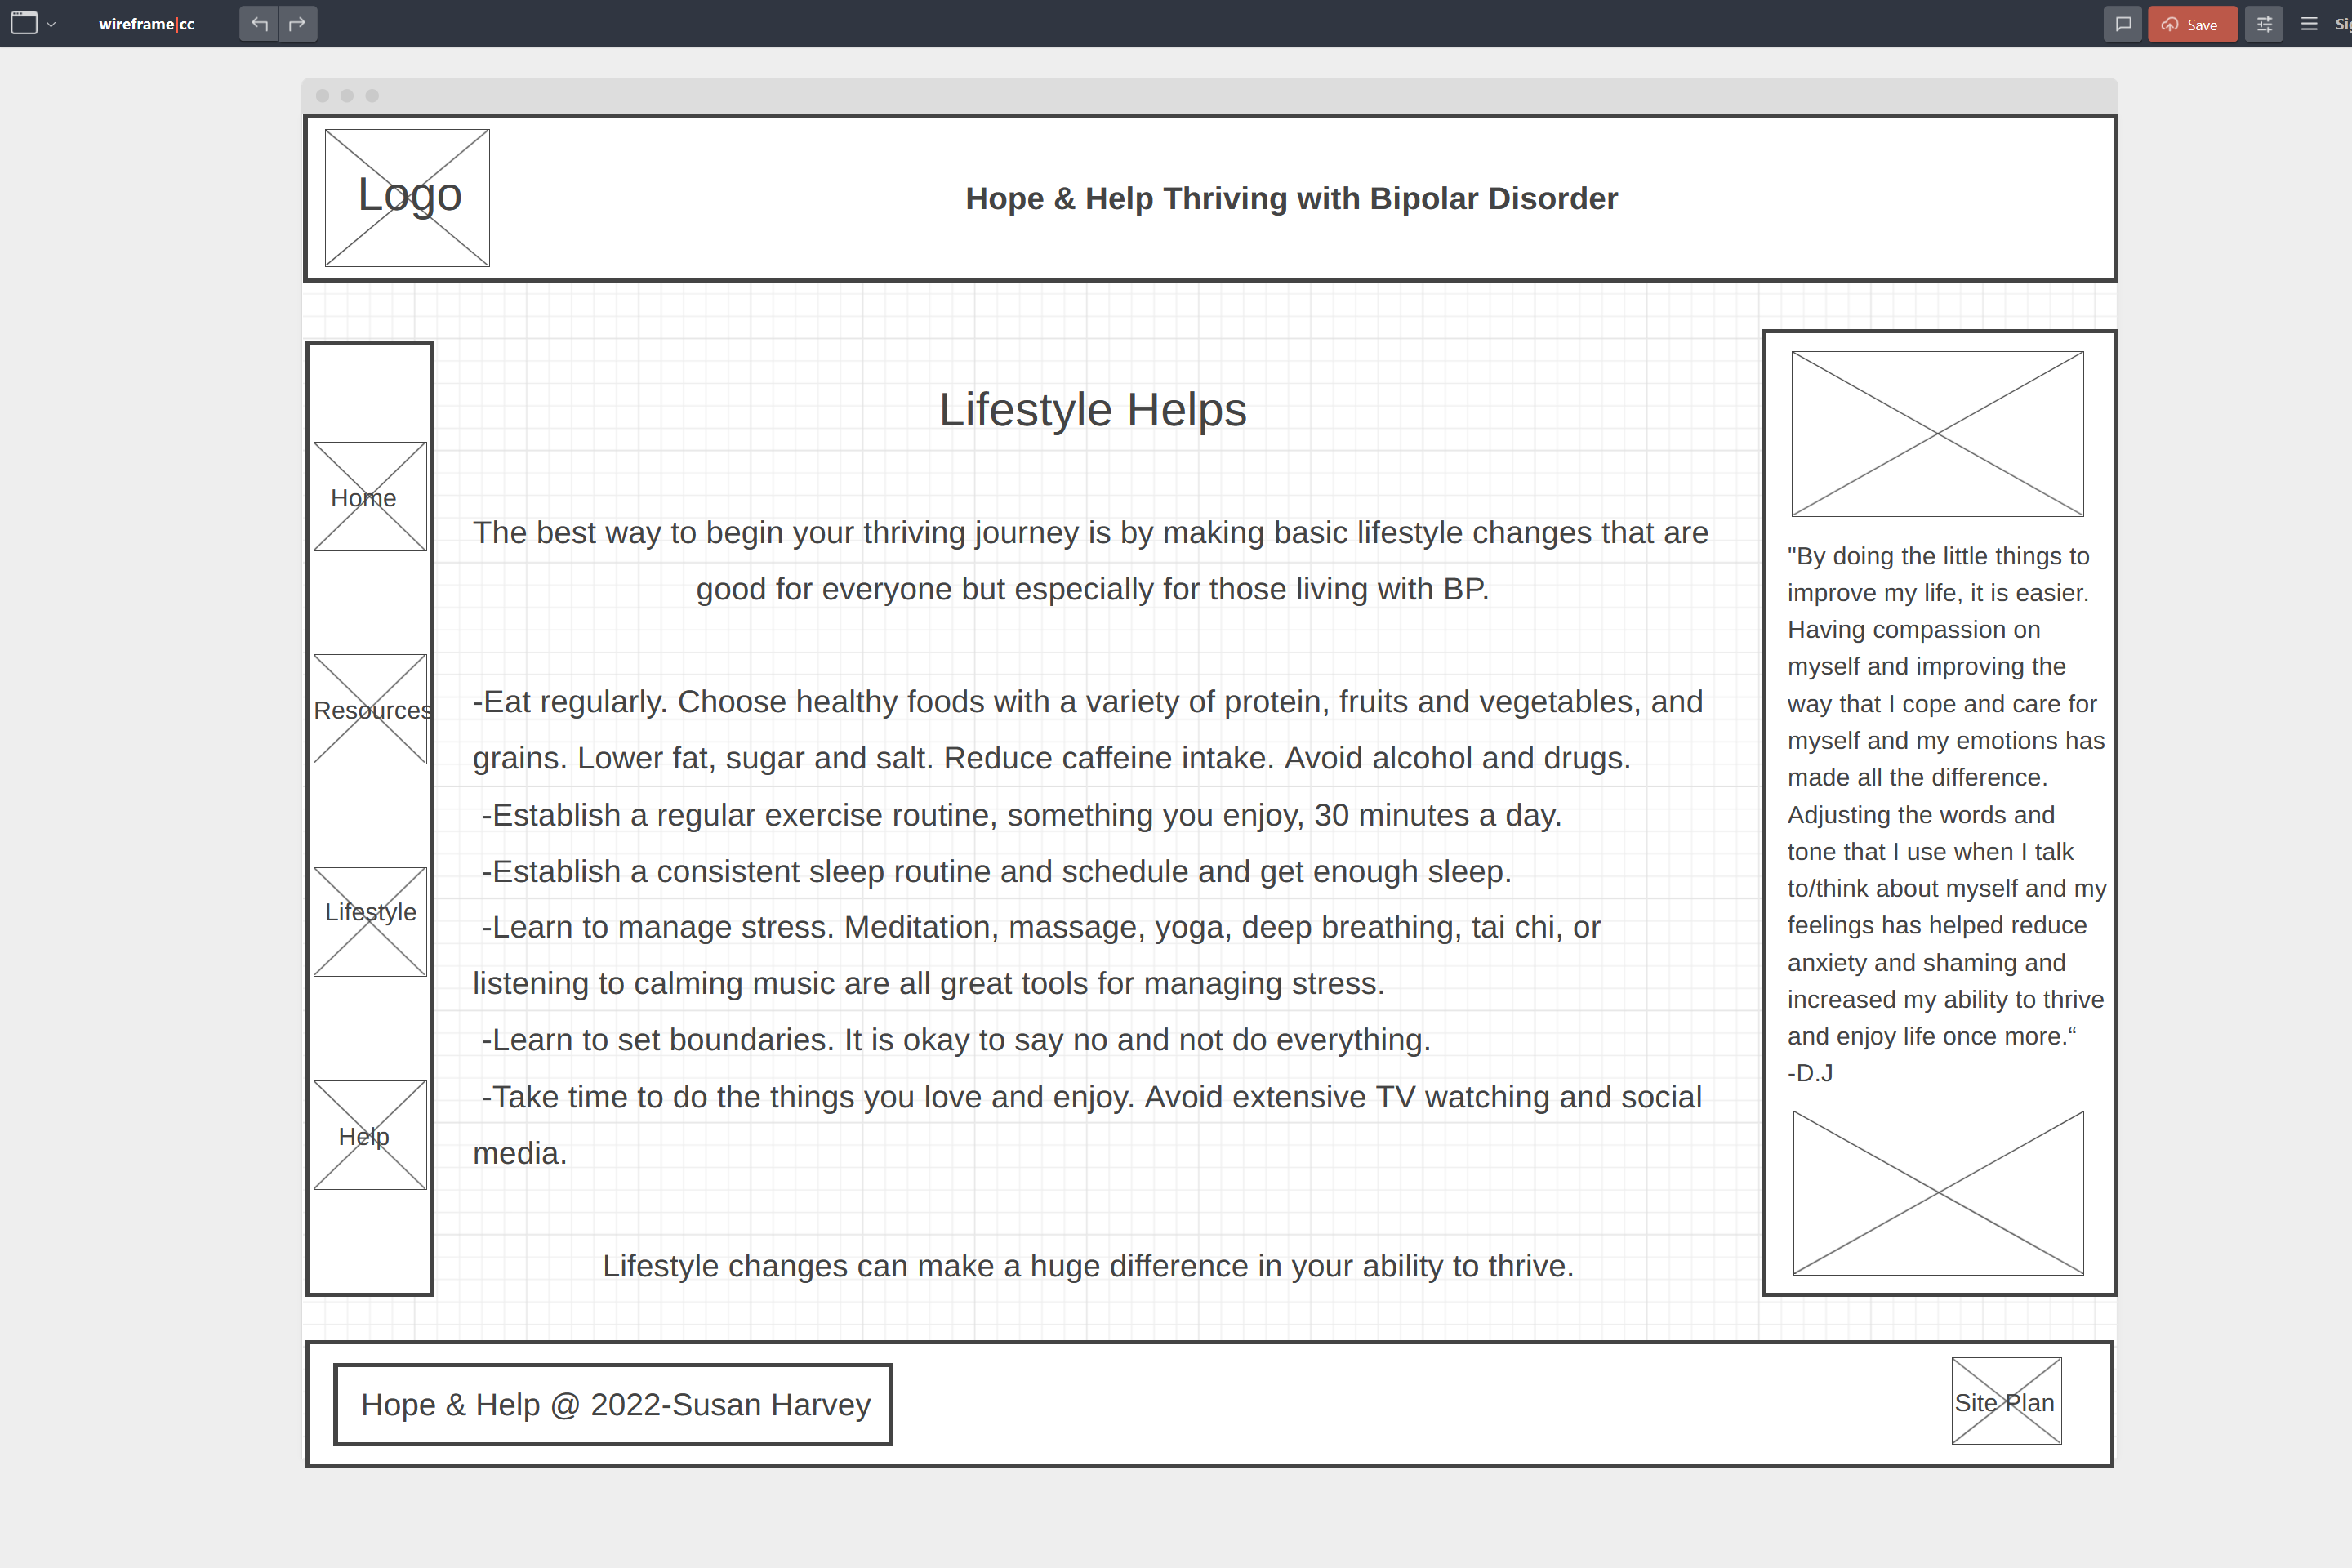 wireframe|cc
Save
Logo
Hope & Help Thriving with Bipolar Disorder
Home
Resources
Lifestyle
Help
Lifestyle Helps
The best way to begin your thriving journey is by making basic lifestyle changes that are
good for everyone but especially for those living with BP.
-Eat regularly. Choose healthy foods with a variety of protein, fruits and vegetables, and
grains. Lower fat, sugar and salt. Reduce caffeine intake. Avoid alcohol and drugs.
-Establish a regular exercise routine, something you enjoy, 30 minutes a day.
-Establish a consistent sleep routine and schedule and get enough sleep.
-Learn to manage stress. Meditation, massage, yoga, deep breathing, tai chi, or
listening to calming music are all great tools for managing stress.
-Learn to set boundaries. It is okay to say no and not do everything.
-Take time to do the things you love and enjoy. Avoid extensive TV watching and social
media.
Lifestyle changes can make a huge difference in your ability to thrive.
"By doing the little things to
improve my life, it is easier.
Having compassion on
myself and improving the
way that I cope and care for
myself and my emotions has
made all the difference.
Adjusting the words and
tone that I use when I talk
to/think about myself and my
feelings has helped reduce
anxiety and shaming and
increased my ability to thrive
and enjoy life once more.“
-D.J
Hope & Help @ 2022-Susan Harvey
Site Plan